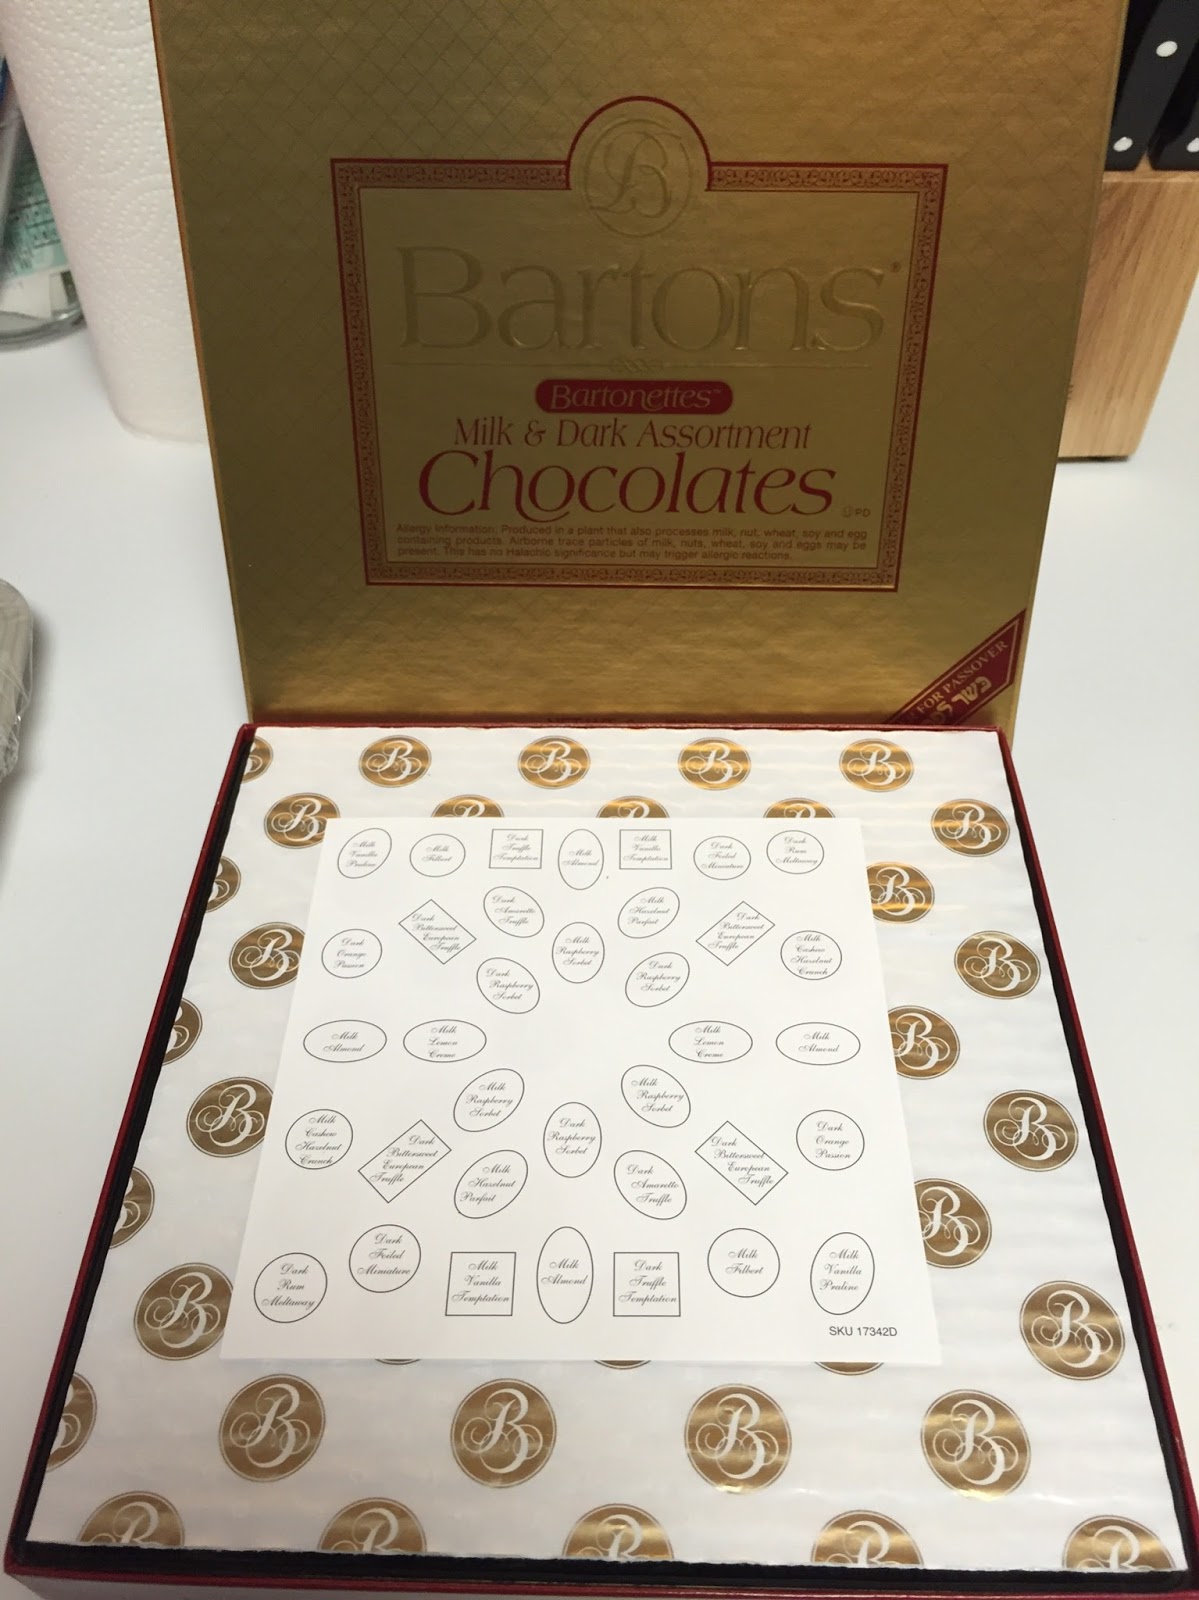 B
Bartons®
Bartonettes™
Milk & Dark Assortment
Chocolates
ⓊPD
Allergy Information: Produced in a plant that also processes milk, nut, wheat, soy and egg
containing products. Airborne trace particles of milk, nuts, wheat, soy and eggs may be
present. This has no Halachic significance but may trigger allergic reactions.
FOR PASSOVER
כשר
Milk
Vanilla
Praline
Milk
Filbert
Dark
Truffle
Temptation
Milk
Almond
Milk
Vanilla
Temptation
Dark
Foiled
Miniature
Dark
Rum
Meltaway
Dark
Orange
Passion
Dark
Bittersweet
European
Truffle
Dark
Amaretto
Truffle
Milk
Hazelnut
Parfait
Dark
Bittersweet
European
Truffle
Milk
Cashew
Hazelnut
Crunch
Dark
Raspberry
Sorbet
Milk
Raspberry
Sorbet
Dark
Raspberry
Sorbet
Milk
Almond
Milk
Lemon
Creme
Milk
Lemon
Creme
Milk
Almond
Milk
Raspberry
Sorbet
Milk
Raspberry
Sorbet
Milk
Cashew
Hazelnut
Crunch
Dark
Bittersweet
European
Truffle
Milk
Hazelnut
Parfait
Dark
Raspberry
Sorbet
Dark
Amaretto
Truffle
Dark
Bittersweet
European
Truffle
Dark
Orange
Passion
Dark
Rum
Meltaway
Dark
Foiled
Miniature
Milk
Vanilla
Temptation
Milk
Almond
Dark
Truffle
Temptation
Milk
Filbert
Milk
Vanilla
Praline
SKU 17342D